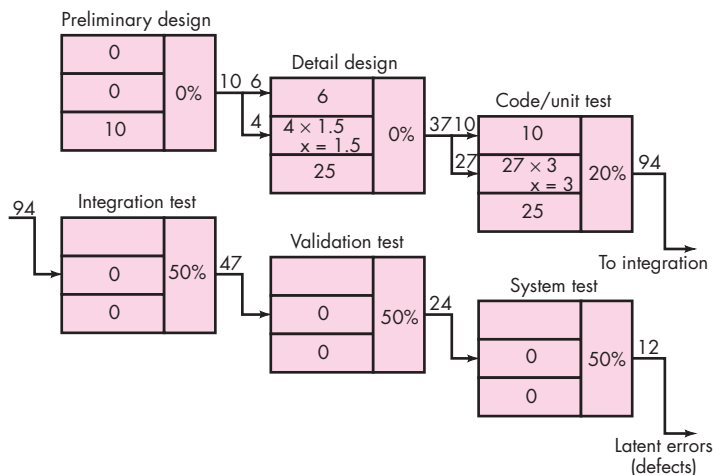 Preliminary design
0
0
10
0%
10 6
4
Detail design
6
4 × 1.5
x = 1.5
25
0%
37 10
27
Code/unit test
10
27 × 3
x = 3
25
20%
94
To integration
94
Integration test
0
0
50%
47
Validation test
0
0
50%
24
System test
0
0
50%
12
Latent errors
(defects)